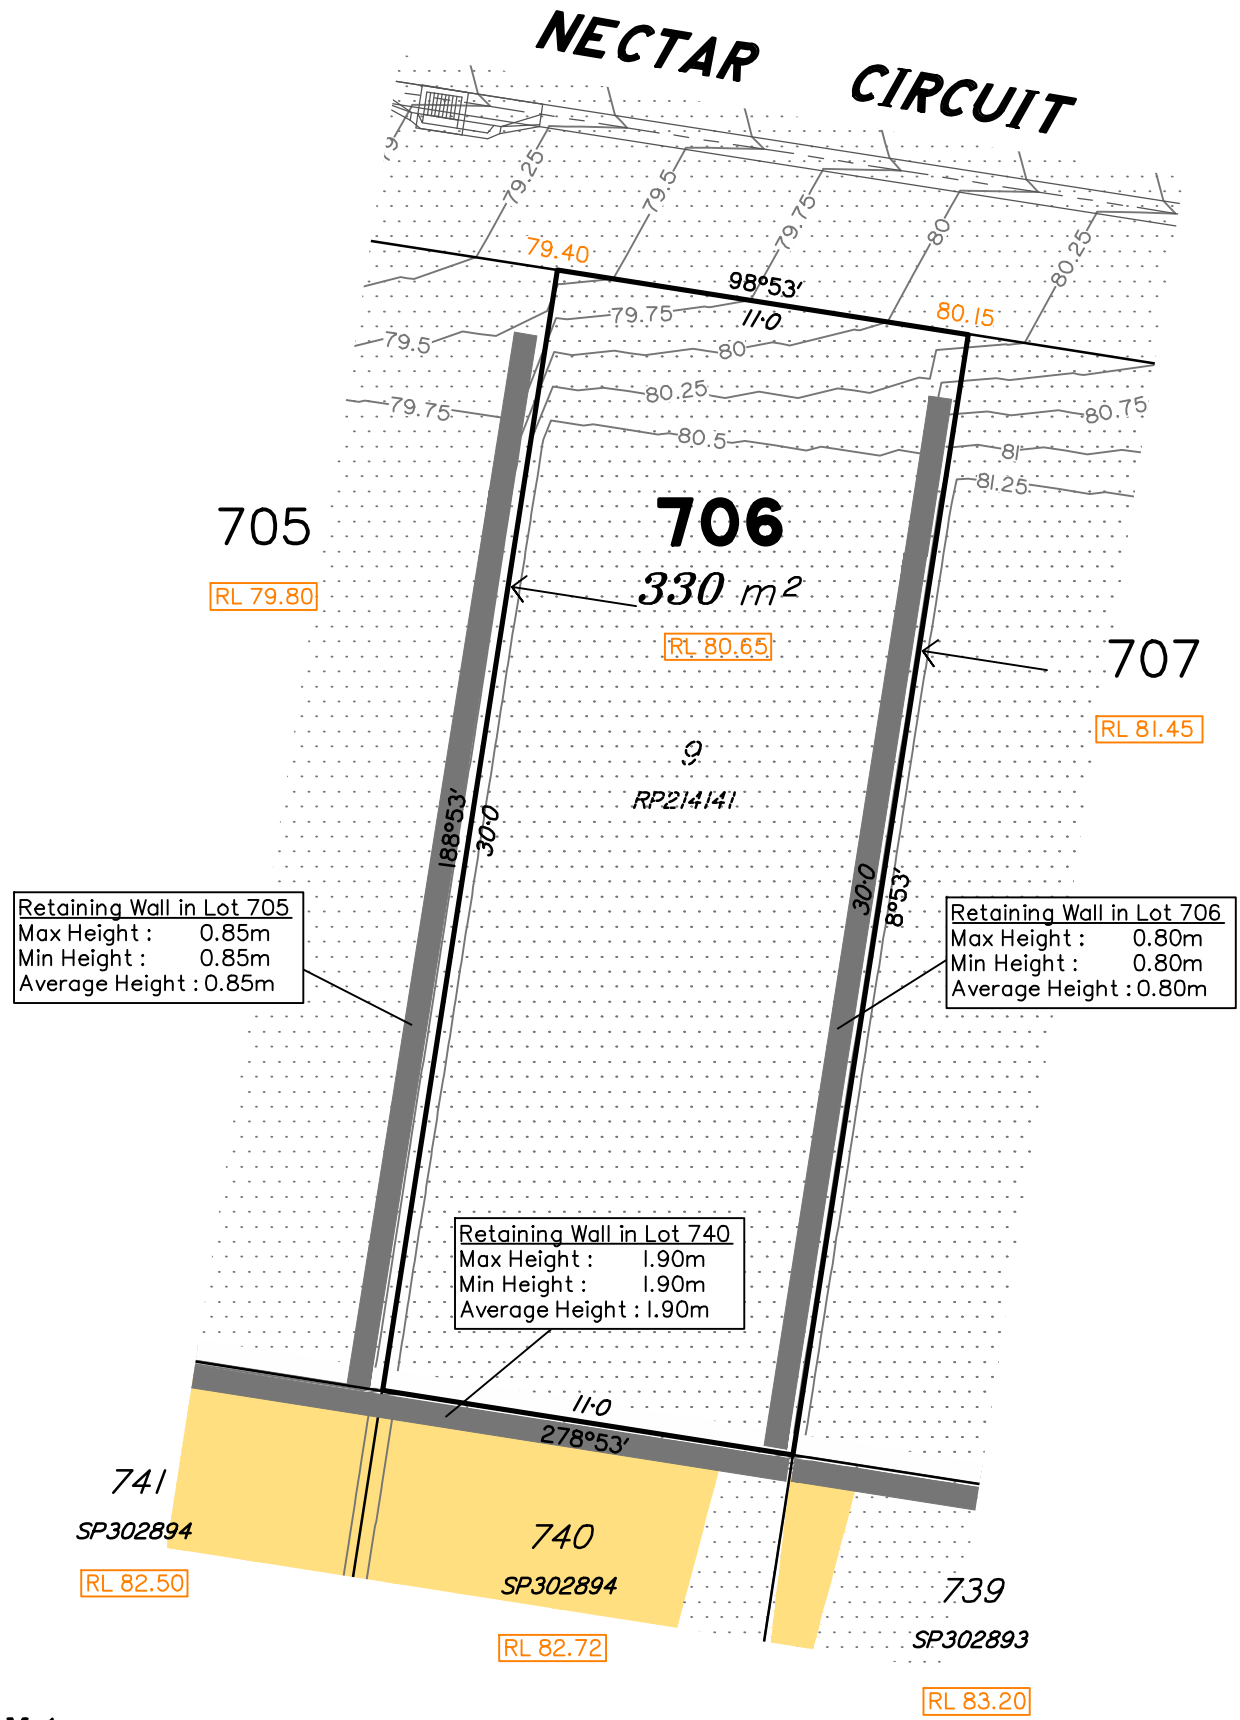 NECTAR CIRCUIT
79.25
79.5
79.75
80
80.25
79.40
98°53′
11·0
80.15
79.75
79.5
80
80.25
79.75
80.75
80.5
81
81.25
706
705
330 m²
RL 79.80
RL 80.65
707
RL 81.45
9
RP214141
188°53′
30·0
30·0
8°53′
Retaining Wall in Lot 705
Max Height : 0.85m
Min Height : 0.85m
Average Height : 0.85m
Retaining Wall in Lot 706
Max Height : 0.80m
Min Height : 0.80m
Average Height : 0.80m
Retaining Wall in Lot 740
Max Height : 1.90m
Min Height : 1.90m
Average Height : 1.90m
11·0
278°53′
741
SP302894
RL 82.50
740
SP302894
RL 82.72
739
SP302893
RL 83.20